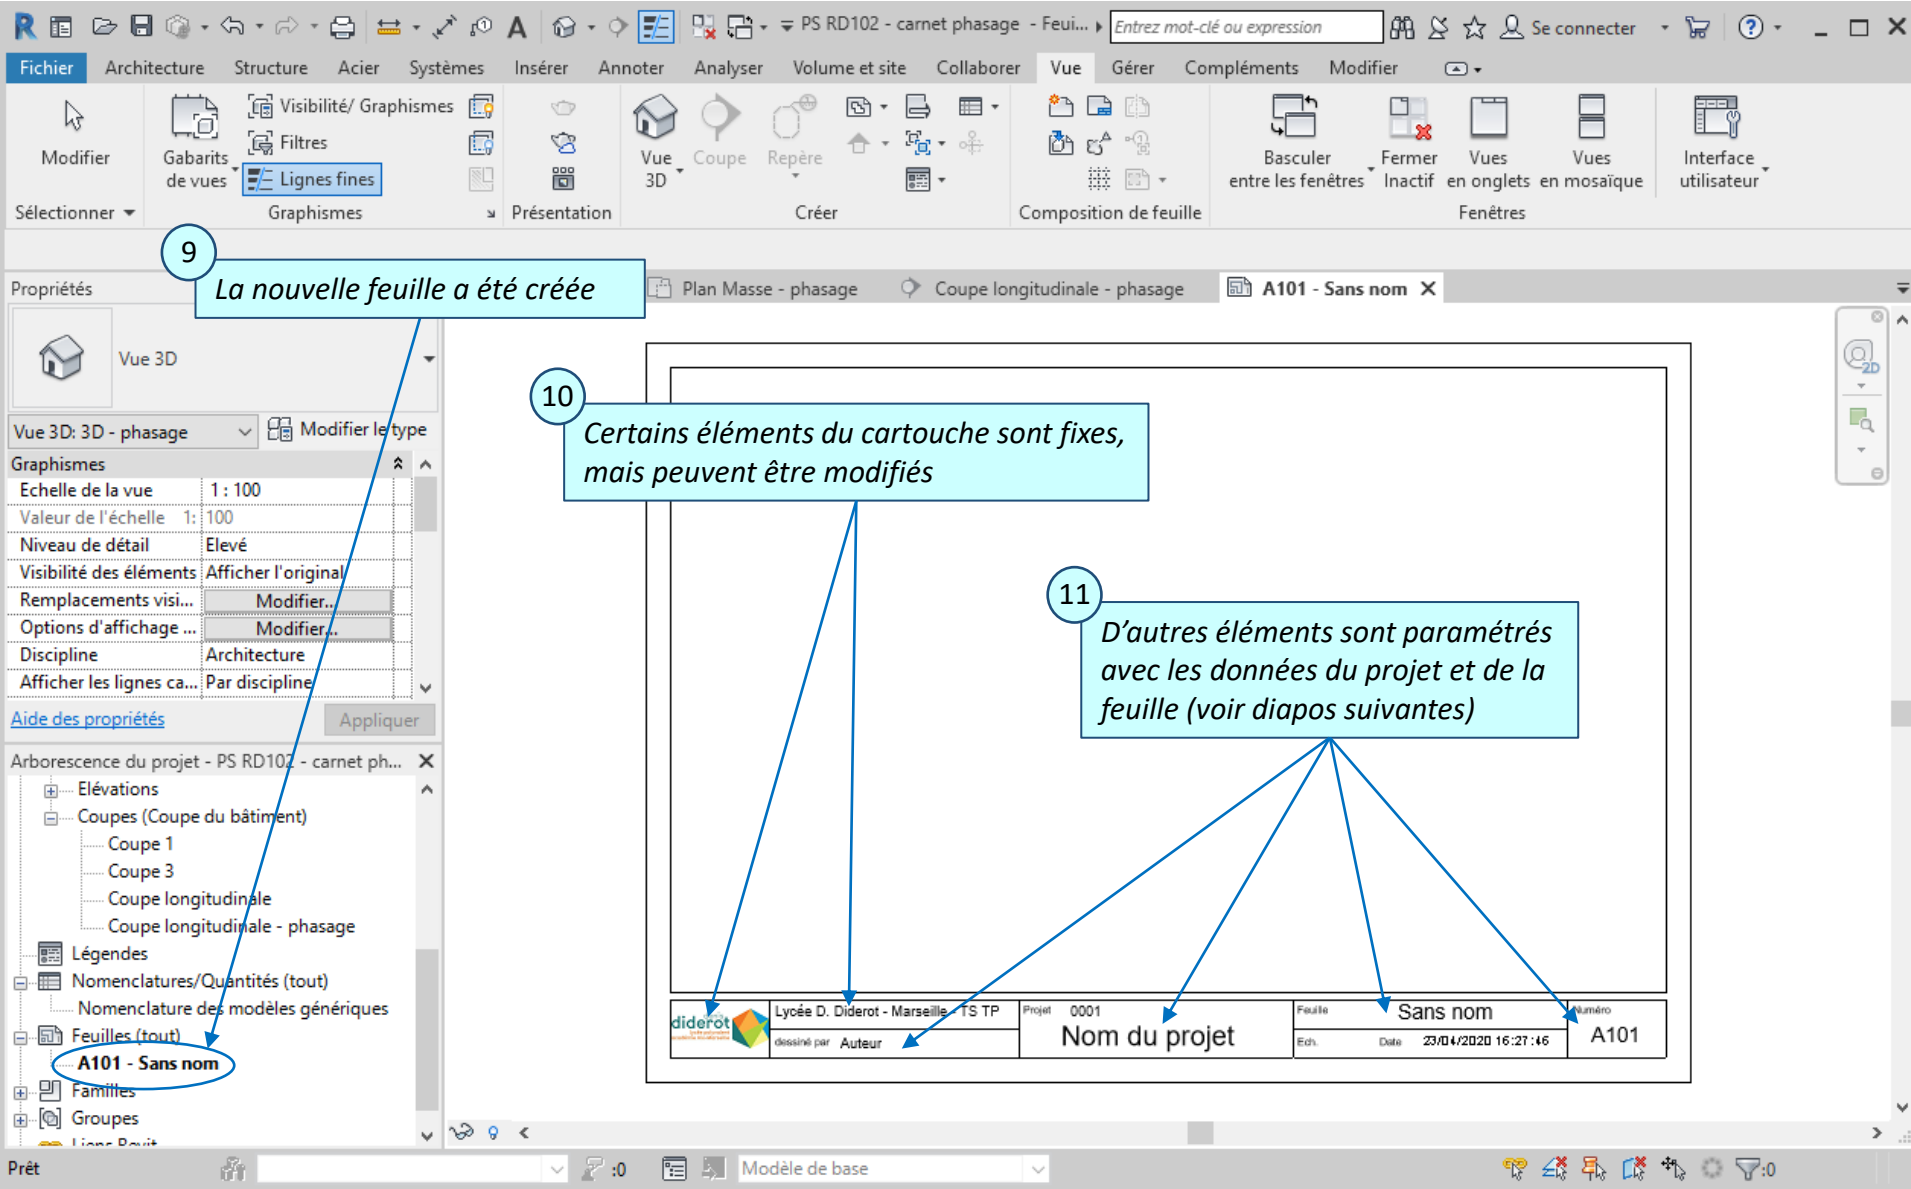 PS RD102 - carnet phasage - Feui...
Entrez mot-clé ou expression
Se connecter
Fichier Architecture Structure Acier Systèmes Insérer Annoter Analyser Volume et site Collaborer Vue Gérer Compléments Modifier
Modifier
Gabarits de vues
Visibilité/ Graphismes
Filtres
Lignes fines
Vue 3D
Coupe
Repère
Basculer entre les fenêtres
Fermer Inactif
Vues en onglets
Vues en mosaïque
Interface utilisateur
Sélectionner
Graphismes
Présentation
Créer
Composition de feuille
Fenêtres
9
La nouvelle feuille a été créée
Propriétés
Plan Masse - phasage
Coupe longitudinale - phasage
A101 - Sans nom
Vue 3D
2D
Vue 3D: 3D - phasage
Modifier le type
Graphismes
Echelle de la vue 1 : 100
Valeur de l'échelle 1: 100
Niveau de détail Elevé
Visibilité des éléments Afficher l'original
Remplacements visi... Modifier...
Options d'affichage ... Modifier...
Discipline Architecture
Afficher les lignes ca... Par discipline
Aide des propriétés
Appliquer
10
Certains éléments du cartouche sont fixes,
mais peuvent être modifiés
11
D'autres éléments sont paramétrés
avec les données du projet et de la
feuille (voir diapos suivantes)
Arborescence du projet - PS RD102 - carnet ph...
Elévations
Coupes (Coupe du bâtiment)
Coupe 1
Coupe 3
Coupe longitudinale
Coupe longitudinale - phasage
Légendes
Nomenclatures/Quantités (tout)
Nomenclature des modèles génériques
Feuilles (tout)
A101 - Sans nom
Familles
Groupes
Liens Revit
diderot
Lycée D. Diderot - Marseille - TS TP
dessiné par Auteur
Projet 0001
Nom du projet
Feuille Sans nom
Ech. Date 23/04/2020 16:27:46
Numéro
A101
Prêt
:0
Modèle de base
:0